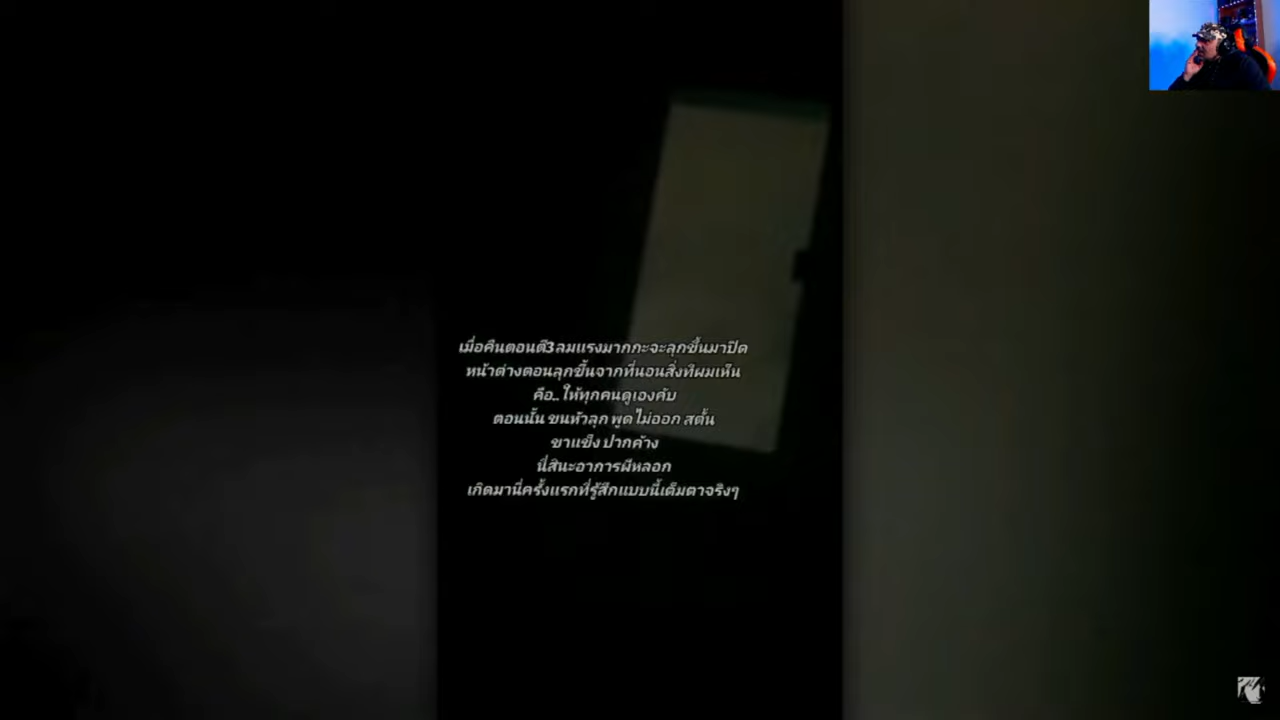 เมื่อคืนตอนตี3ลมแรงมากกะจะลุกขึ้นมาปิด
หน้าต่างตอนลุกขึ้นจากที่นอนสิ่งที่ผมเห็น
คือ.. ให้ทุกคนดูเองคับ
ตอนนั้น ขนหัวลุก พูดไม่ออก สตั้น
ขาแข็ง ปากค้าง
นี่สินะอาการผีหลอก
เกิดมานี่ครั้งแรกที่รู้สึกแบบนี้เต็มตาจริงๆ